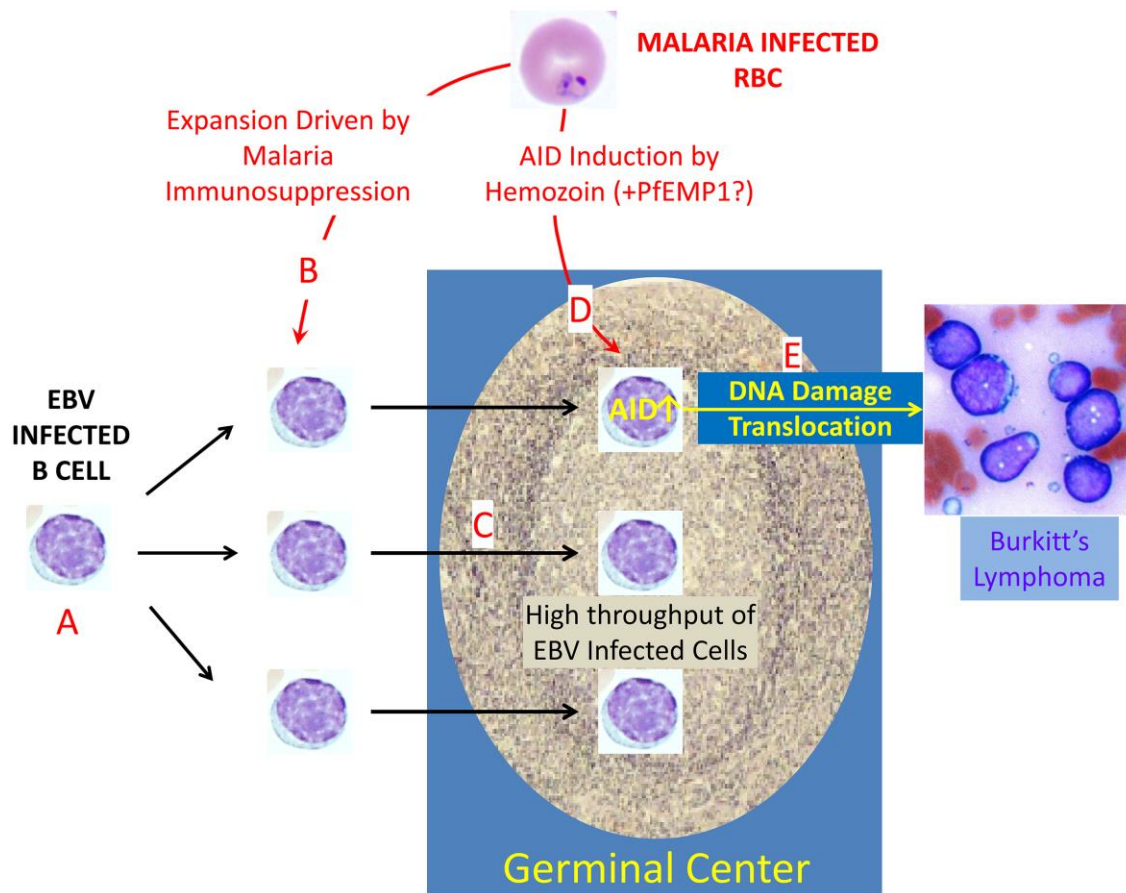 MALARIA INFECTED
RBC
Expansion Driven by
Malaria
Immunosuppression
AID Induction by
Hemozoin (+PfEMP1?)
B
D
E
EBV
INFECTED
B CELL
AID↑
DNA Damage
Translocation
C
A
High throughput of
EBV Infected Cells
Burkitt’s
Lymphoma
Germinal Center